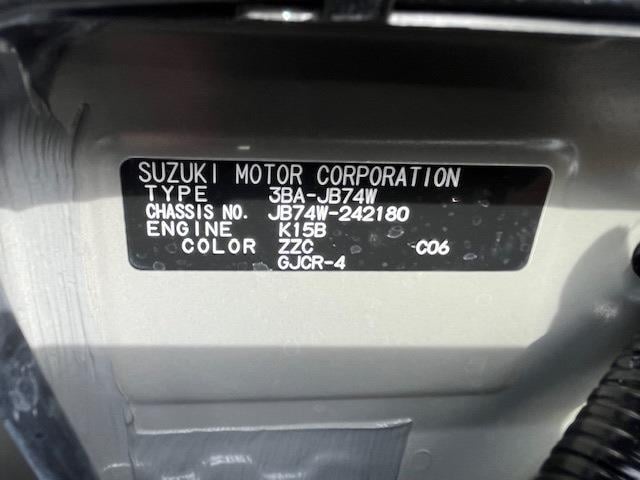 SUZUKI MOTOR CORPORATION
TYPE 3BA-JB74W
CHASSIS NO. JB74W-242180
ENGINE K15B
COLOR ZZC C06
GJCR-4